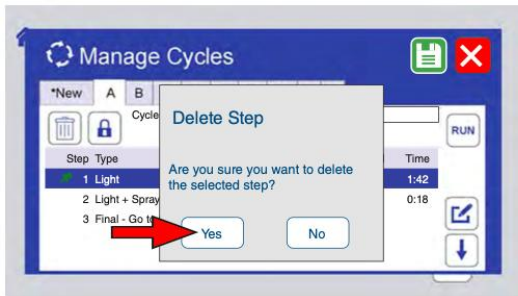 Manage Cycles
*New A B
Cycle
RUN
Delete Step
Are you sure you want to delete
the selected step?
Yes No
Step Type Time
1 Light 1:42
2 Light + Spray 0:18
3 Final - Go to